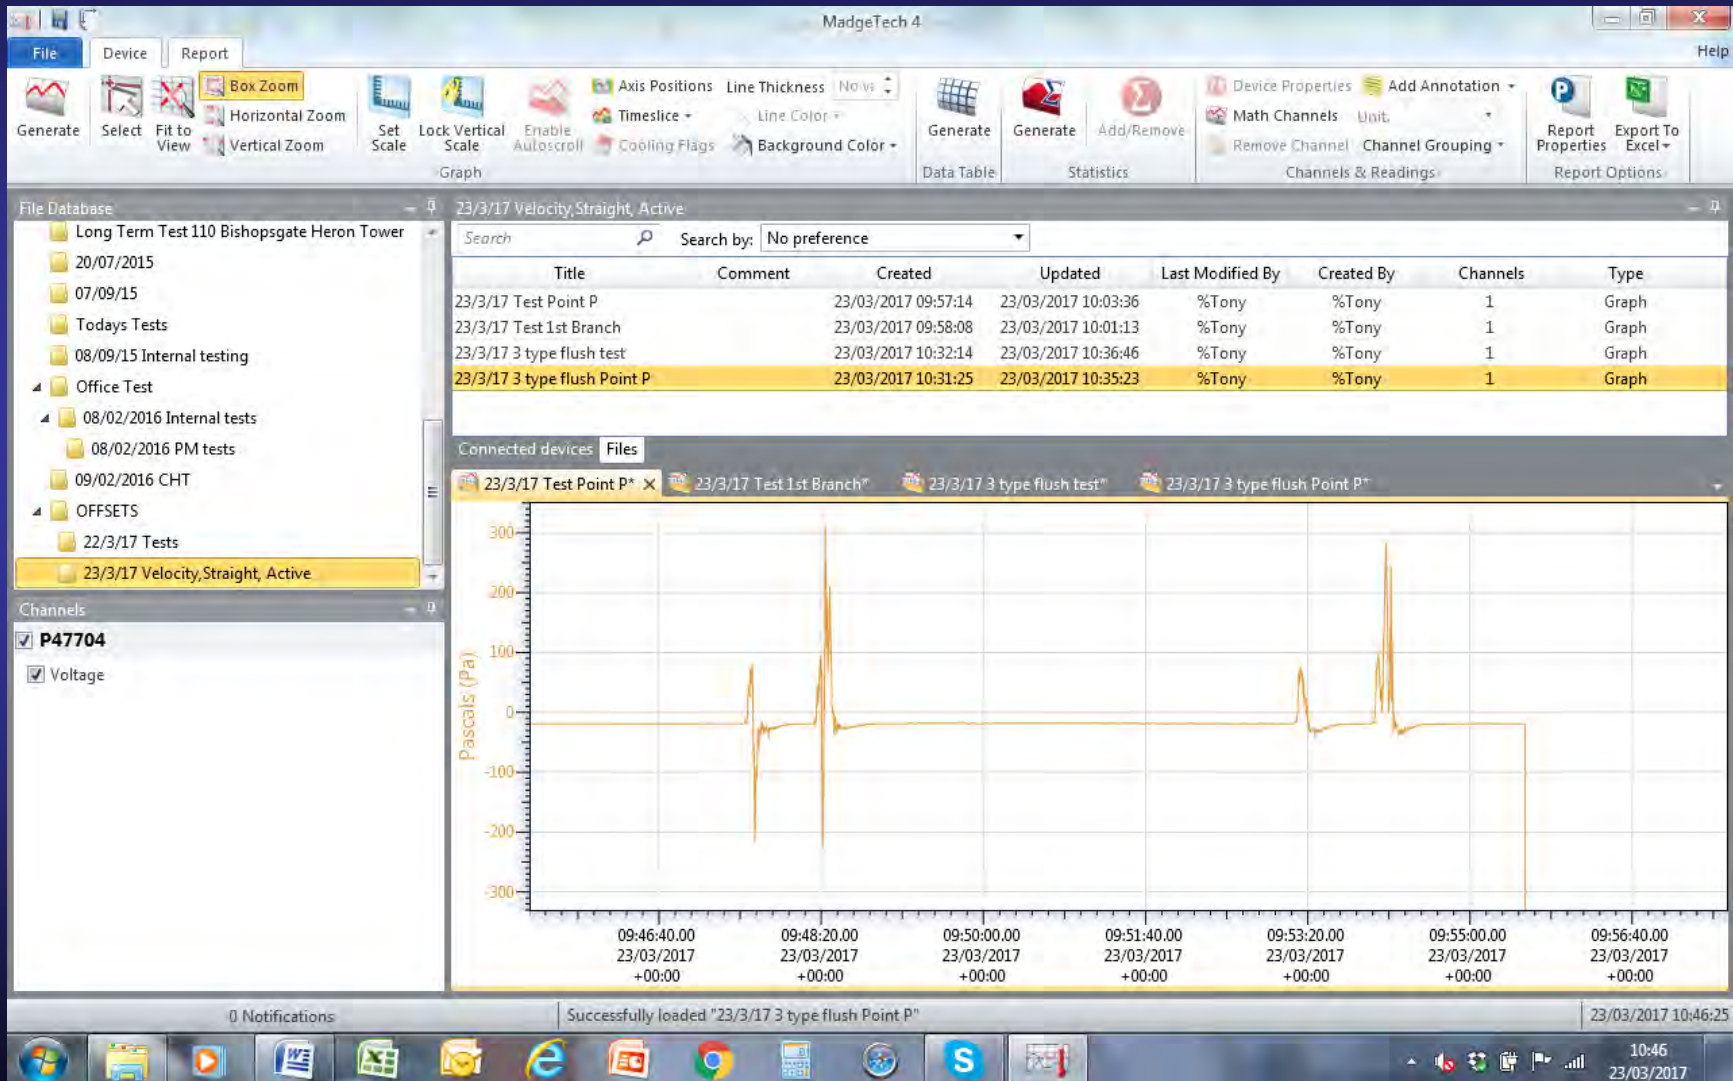 MadgeTech 4
File Device Report Help
Generate
Select
Fit to View
Box Zoom
Horizontal Zoom
Vertical Zoom
Set Scale
Lock Vertical Scale
Enable Autoscroll
Axis Positions
Timeslice
Cooling Flags
Line Thickness
Line Color
Background Color
Graph
Generate
Data Table
Generate
Add/Remove
Statistics
Device Properties
Math Channels
Remove Channel
Add Annotation
Unit:
Channel Grouping
Channels & Readings
Report Properties
Export To Excel
Report Options
File Database
Long Term Test 110 Bishopsgate Heron Tower
20/07/2015
07/09/15
Todays Tests
08/09/15 Internal testing
Office Test
08/02/2016 Internal tests
08/02/2016 PM tests
09/02/2016 CHT
OFFSETS
22/3/17 Tests
23/3/17 Velocity,Straight, Active
Channels
P47704
Voltage
23/3/17 Velocity,Straight, Active
Search Search by: No preference
Title Comment Created Updated Last Modified By Created By Channels Type
23/3/17 Test Point P 23/03/2017 09:57:14 23/03/2017 10:03:36 %Tony %Tony 1 Graph
23/3/17 Test 1st Branch 23/03/2017 09:58:08 23/03/2017 10:01:13 %Tony %Tony 1 Graph
23/3/17 3 type flush test 23/03/2017 10:32:14 23/03/2017 10:36:46 %Tony %Tony 1 Graph
23/3/17 3 type flush Point P 23/03/2017 10:31:25 23/03/2017 10:35:23 %Tony %Tony 1 Graph
Connected devices Files
23/3/17 Test Point P* 23/3/17 Test 1st Branch* 23/3/17 3 type flush test* 23/3/17 3 type flush Point P*
Pascals (Pa)
300
200
100
0
-100
-200
-300
09:46:40.00 09:48:20.00 09:50:00.00 09:51:40.00 09:53:20.00 09:55:00.00 09:56:40.00
23/03/2017 23/03/2017 23/03/2017 23/03/2017 23/03/2017 23/03/2017 23/03/2017
+00:00 +00:00 +00:00 +00:00 +00:00 +00:00 +00:00
0 Notifications Successfully loaded "23/3/17 3 type flush Point P" 23/03/2017 10:46:25
10:46
23/03/2017